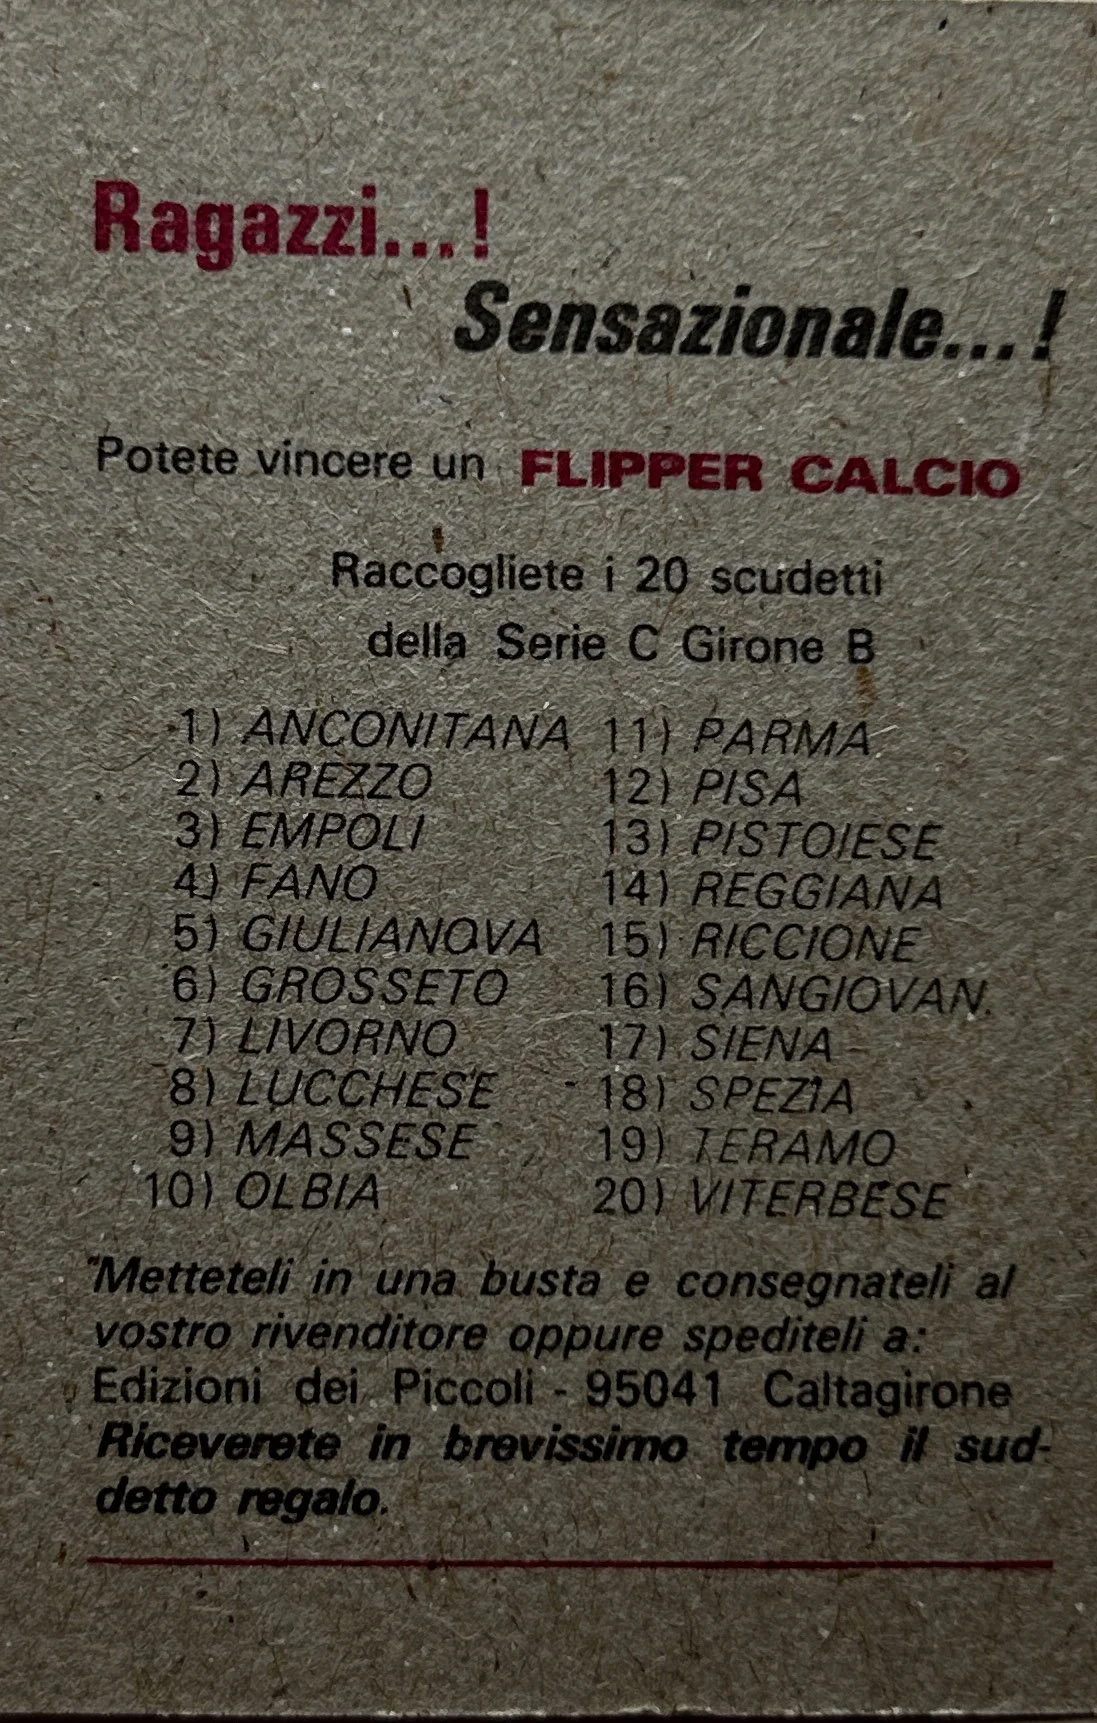 Ragazzi...!
Sensazionale...!
Potete vincere un FLIPPER CALCIO
Raccogliete i 20 scudetti
della Serie C Girone B
1) ANCONITANA
2) AREZZO
3) EMPOLI
4) FANO
5) GIULIANOVA
6) GROSSETO
7) LIVORNO
8) LUCCHESE
9) MASSESE
10) OLBIA
11) PARMA
12) PISA
13) PISTOIESE
14) REGGIANA
15) RICCIONE
16) SANGIOVAN.
17) SIENA
18) SPEZIA
19) TERAMO
20) VITERBESE
"Metteteli in una busta e consegnateli al
vostro rivenditore oppure spediteli a:
Edizioni dei Piccoli - 95041 Caltagirone
Riceverete in brevissimo tempo il sud-
detto regalo.